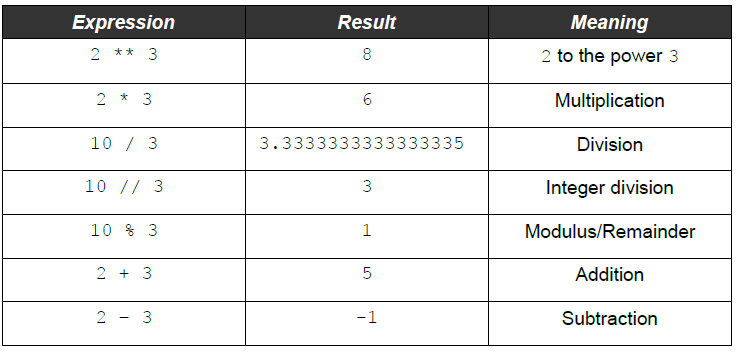 Expression Result Meaning
2 ** 3 8 2 to the power 3
2 * 3 6 Multiplication
10 / 3 3.3333333333333335 Division
10 // 3 3 Integer division
10 % 3 1 Modulus/Remainder
2 + 3 5 Addition
2 - 3 -1 Subtraction